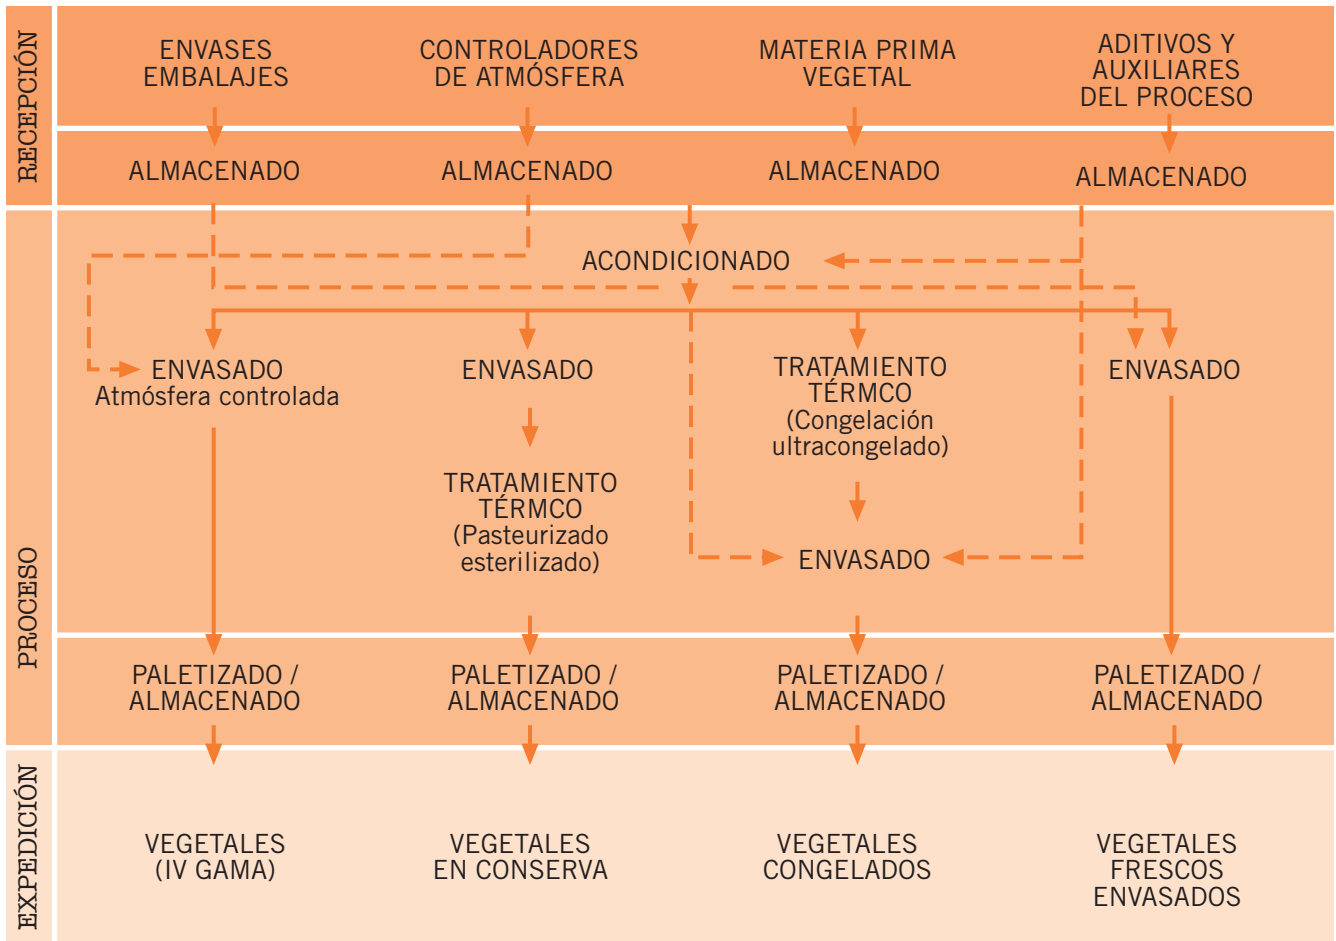 RECEPCIÓN
ENVASES
EMBALAJES
CONTROLADORES
DE ATMÓSFERA
MATERIA PRIMA
VEGETAL
ADITIVOS Y
AUXILIARES
DEL PROCESO
ALMACENADO
ALMACENADO
ALMACENADO
ALMACENADO
PROCESO
ACONDICIONADO
ENVASADO
Atmósfera controlada
ENVASADO
TRATAMIENTO
TÉRMCO
(Pasteurizado
esterilizado)
TRATAMIENTO
TÉRMCO
(Congelación
ultracongelado)
ENVASADO
ENVASADO
PALETIZADO /
ALMACENADO
PALETIZADO /
ALMACENADO
PALETIZADO /
ALMACENADO
PALETIZADO /
ALMACENADO
EXPEDICIÓN
VEGETALES
(IV GAMA)
VEGETALES
EN CONSERVA
VEGETALES
CONGELADOS
VEGETALES
FRESCOS
ENVASADOS